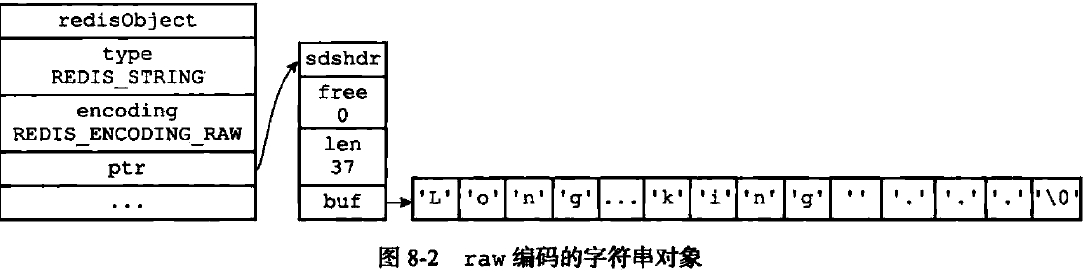 redisObject
type
REDIS_STRING
encoding
REDIS_ENCODING_RAW
ptr
...
sdshdr
free
0
len
37
buf
'L' 'o' 'n' 'g' ... 'k' 'i' 'n' 'g' '' '.' '.' '.' '\0'
图 8-2 raw 编码的字符串对象